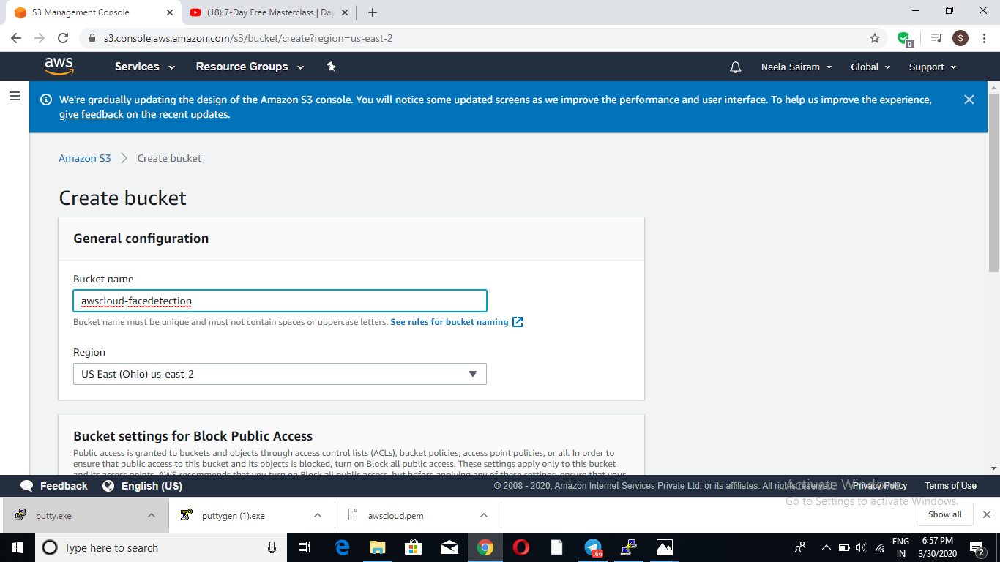 S3 Management Console
(18) 7-Day Free Masterclass | Day
s3.console.aws.amazon.com/s3/bucket/create?region=us-east-2
0
S
aws
Services
Resource Groups
Neela Sairam
Global
Support
We're gradually updating the design of the Amazon S3 console. You will notice some updated screens as we improve the performance and user interface. To help us improve the experience,
give feedback on the recent updates.
Amazon S3
Create bucket
Create bucket
General configuration
Bucket name
awscloud-facedetection
Bucket name must be unique and must not contain spaces or uppercase letters. See rules for bucket naming
Region
US East (Ohio) us-east-2
Bucket settings for Block Public Access
Public access is granted to buckets and objects through access control lists (ACLs), bucket policies, access point policies, or all. In order to
ensure that public access to this bucket and its objects is blocked, turn on Block all public access. These settings apply only to this bucket
and its access points. AWS recommends that you turn on Block all public access, but before applying any of these settings, ensure that your
Feedback
English (US)
© 2008 - 2020, Amazon Internet Services Private Ltd. or its affiliates. All rights reserved.
Privacy Policy
Terms of Use
Activate Windows
Go to Settings to activate Windows.
putty.exe
puttygen (1).exe
awscloud.pem
Show all
Type here to search
.66
ENG
IN
6:57 PM
3/30/2020
2